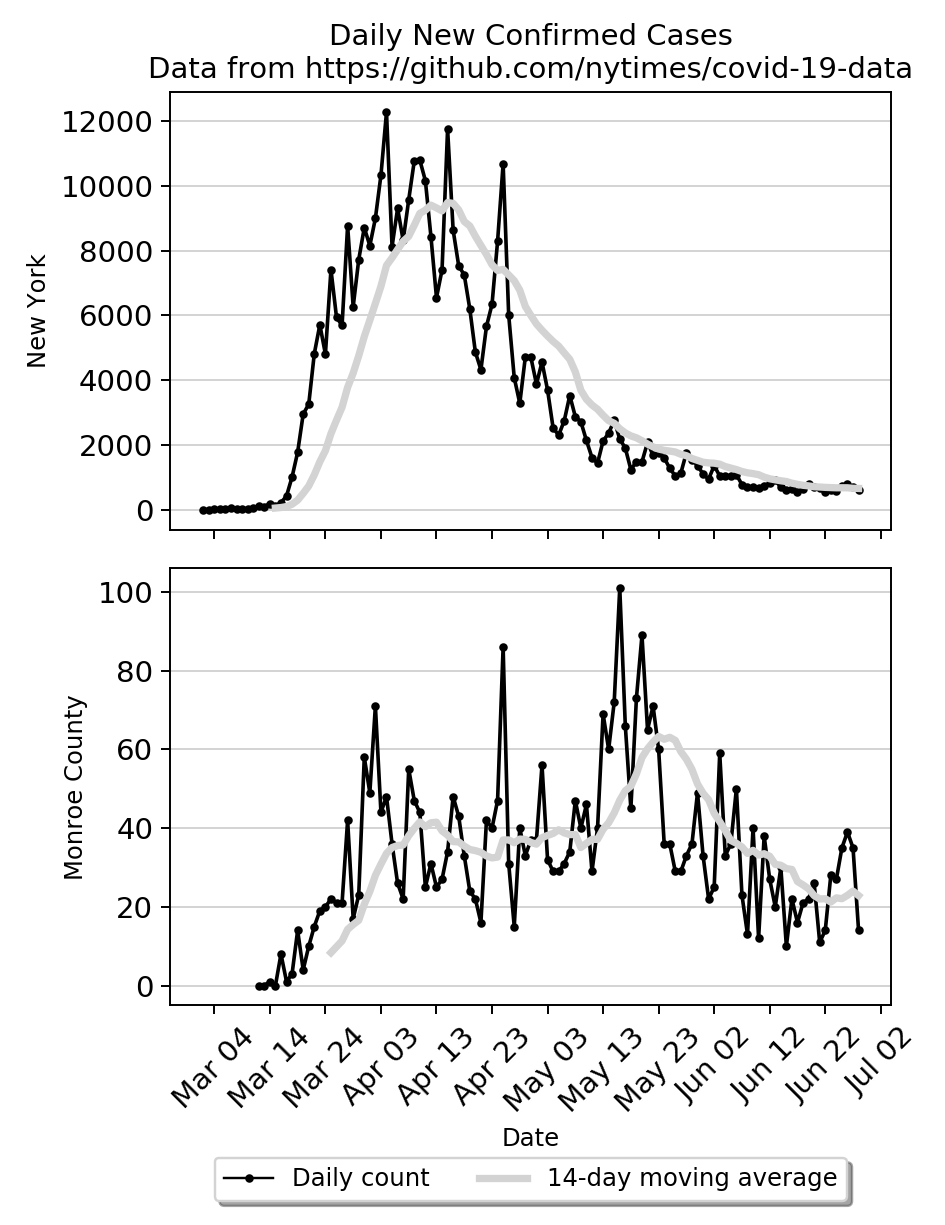 Daily New Confirmed Cases
Data from https://github.com/nytimes/covid-19-data
12000
10000
8000
6000
4000
2000
0
New York
100
80
60
40
20
0
Monroe County
Mar 04
Mar 14
Mar 24
Apr 03
Apr 13
Apr 23
May 03
May 13
May 23
Jun 02
Jun 12
Jun 22
Jul 02
Date
Daily count
14-day moving average